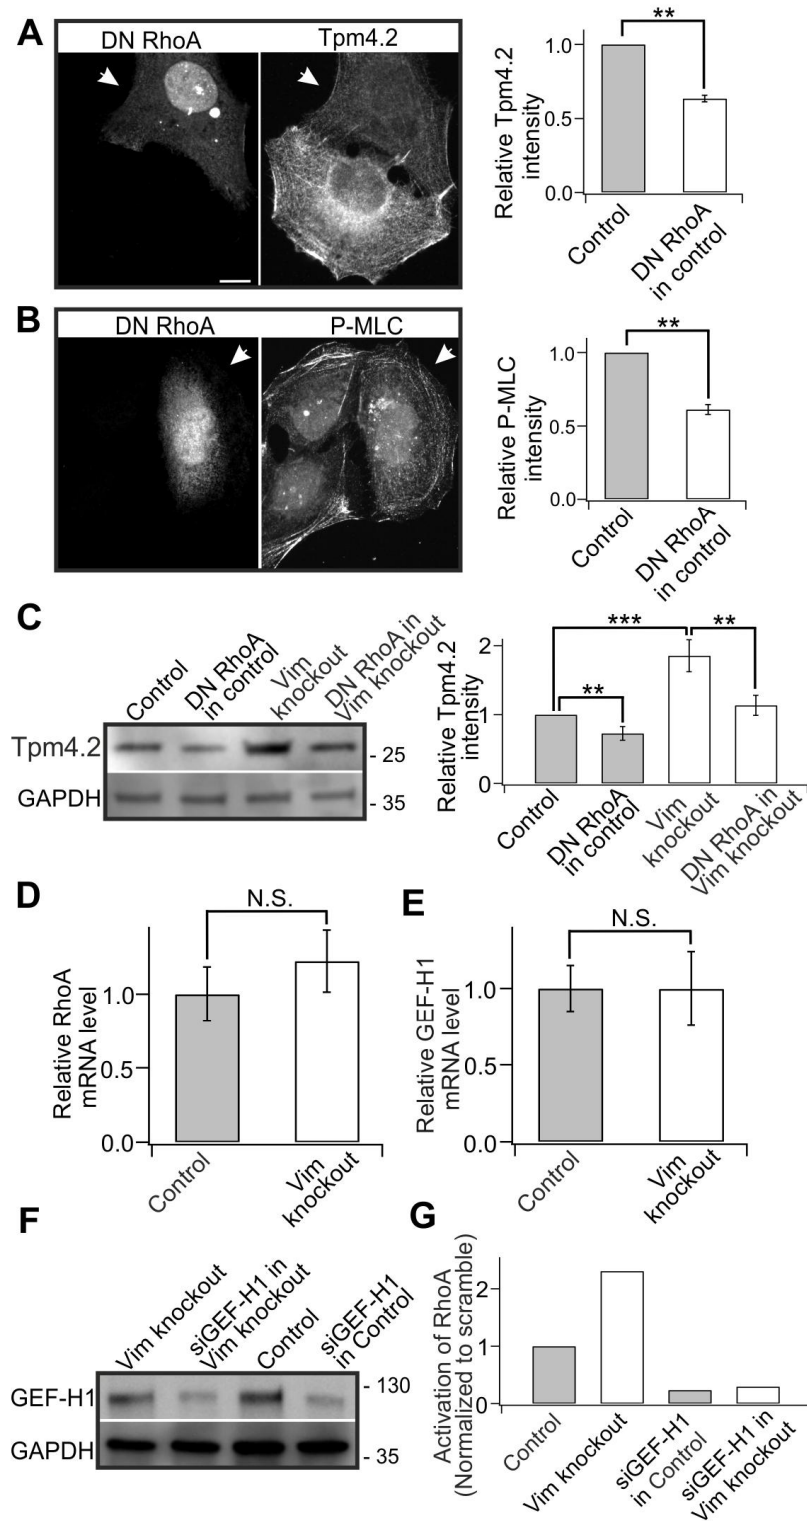 A
DN RhoA
Tpm4.2
Relative Tpm4.2
intensity
1.0
0.5
0.0
**
Control
DN RhoA
in control
B
DN RhoA
P-MLC
Relative P-MLC
intensity
1.0
0.5
0.0
**
Control
DN RhoA
in control
C
Control
DN RhoA
in control
Vim
knockout
DN RhoA in
Vim knockout
Tpm4.2
- 25
GAPDH
- 35
Relative Tpm4.2
intensity
2
1
0
***
**
**
Control
DN RhoA
in control
Vim
knockout
DN RhoA in
Vim knockout
D
Relative RhoA
mRNA level
1.0
0.5
0.0
N.S.
Control
Vim
knockout
E
Relative GEF-H1
mRNA level
1.0
0.5
0.0
N.S.
Control
Vim
knockout
F
Vim knockout
siGEF-H1 in
Vim knockout
Control
siGEF-H1
in Control
GEF-H1
- 130
GAPDH
- 35
G
Activation of RhoA
(Normalized to scramble)
2
1
0
Control
Vim knockout
siGEF-H1
in Control
siGEF-H1 in
Vim knockout